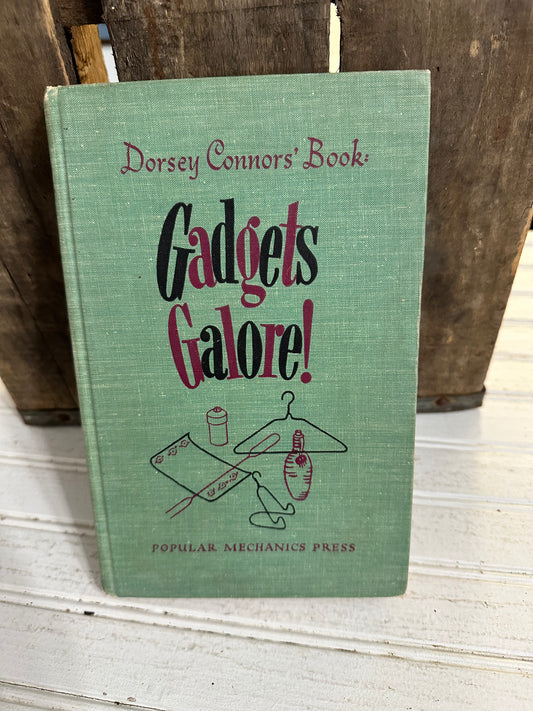 Dorsey Connors' Book:
Gadgets
Galore!
POPULAR MECHANICS PRESS